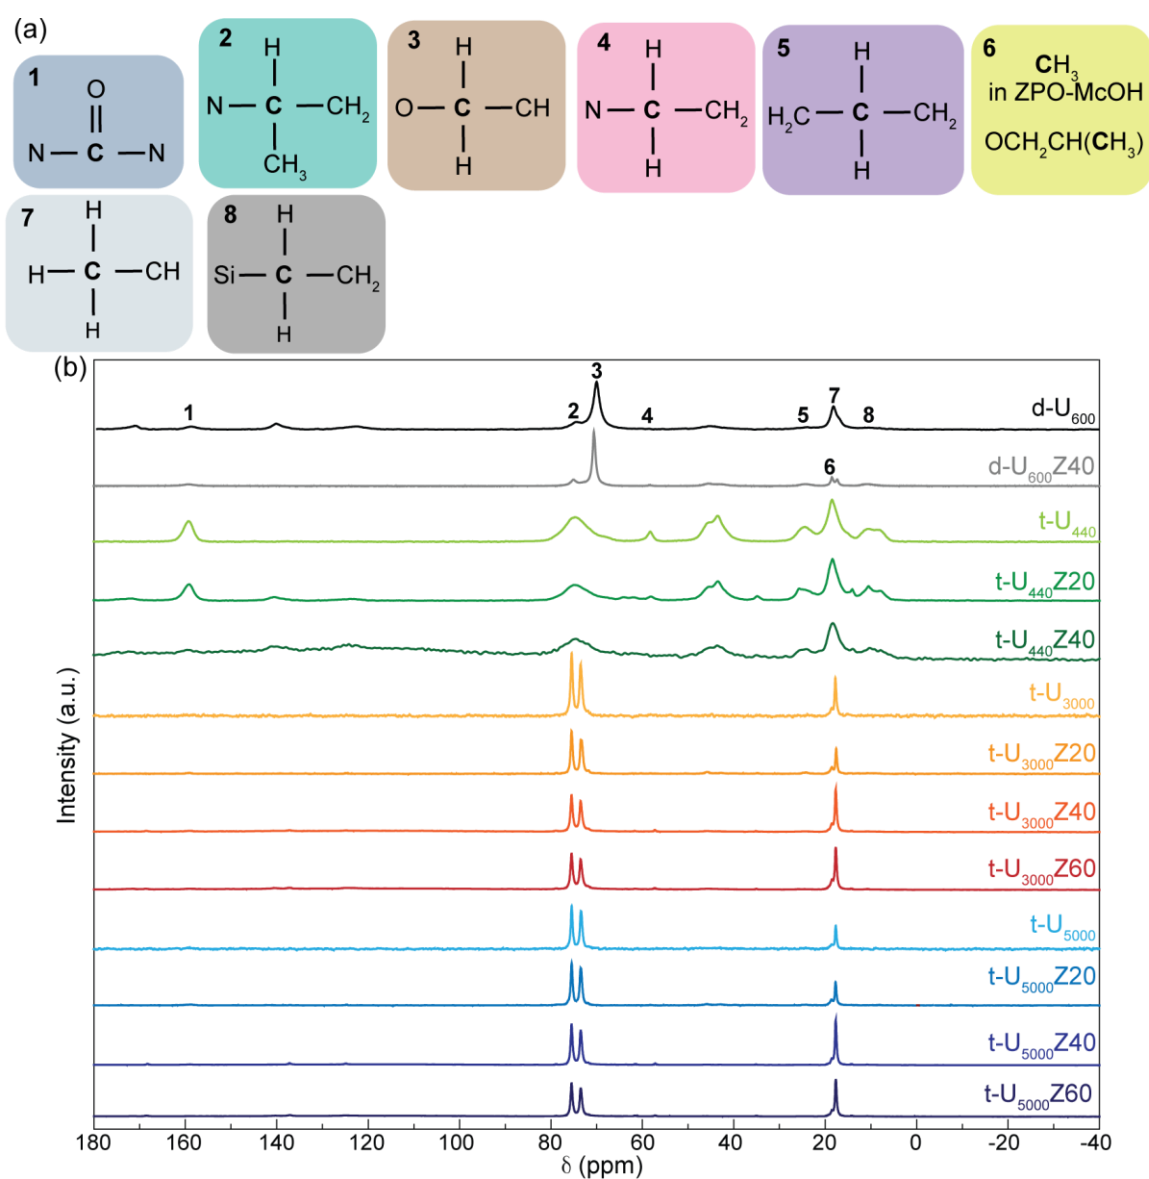 (a)
1
O
N — C — N
2
H
N — C — CH₂
CH₃
3
H
O — C — CH
H
4
H
N — C — CH₂
H
5
H
H₂C — C — CH₂
H
6
CH₃
in ZPO-McOH
OCH₂CH(CH₃)
7
H
H — C — CH
H
8
H
Si — C — CH₂
H
(b)
1
2
3
4
5
7
8
d-U₆₀₀
6
d-U₆₀₀Z40
t-U₄₄₀
t-U₄₄₀Z20
t-U₄₄₀Z40
t-U₃₀₀₀
t-U₃₀₀₀Z20
t-U₃₀₀₀Z40
t-U₃₀₀₀Z60
t-U₅₀₀₀
t-U₅₀₀₀Z20
t-U₅₀₀₀Z40
t-U₅₀₀₀Z60
Intensity (a.u.)
180 160 140 120 100 80 60 40 20 0 -20 -40
δ (ppm)